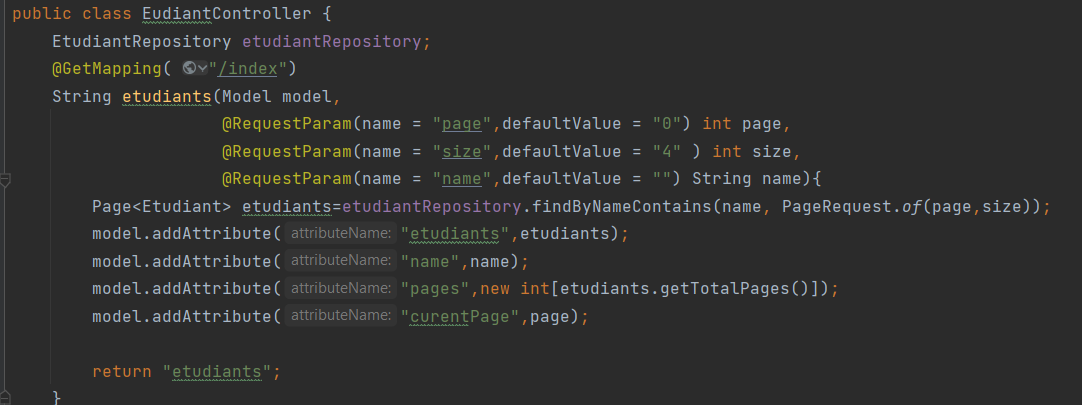 public class EudiantController {
EtudiantRepository etudiantRepository;
@GetMapping( "/index")
String etudiants(Model model,
@RequestParam(name = "page",defaultValue = "0") int page,
@RequestParam(name = "size",defaultValue = "4" ) int size,
@RequestParam(name = "name",defaultValue = "") String name){
Page<Etudiant> etudiants=etudiantRepository.findByNameContains(name, PageRequest.of(page,size));
model.addAttribute( attributeName: "etudiants",etudiants);
model.addAttribute( attributeName: "name",name);
model.addAttribute( attributeName: "pages",new int[etudiants.getTotalPages()]);
model.addAttribute( attributeName: "curentPage",page);
return "etudiants";
}